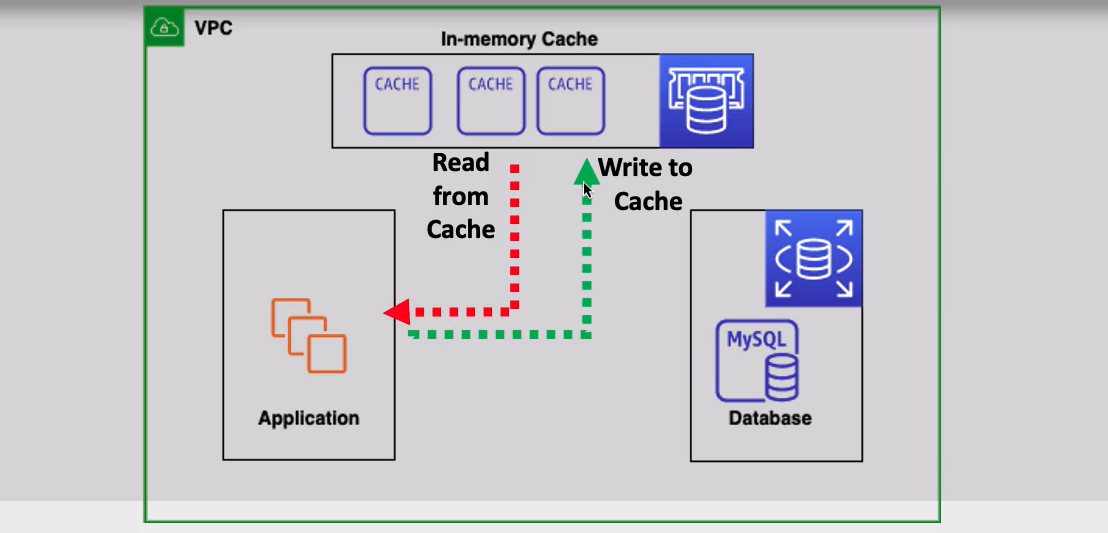 VPC
In-memory Cache
CACHE
CACHE
CACHE
Read
from
Cache
Write to
Cache
MySQL
Application
Database